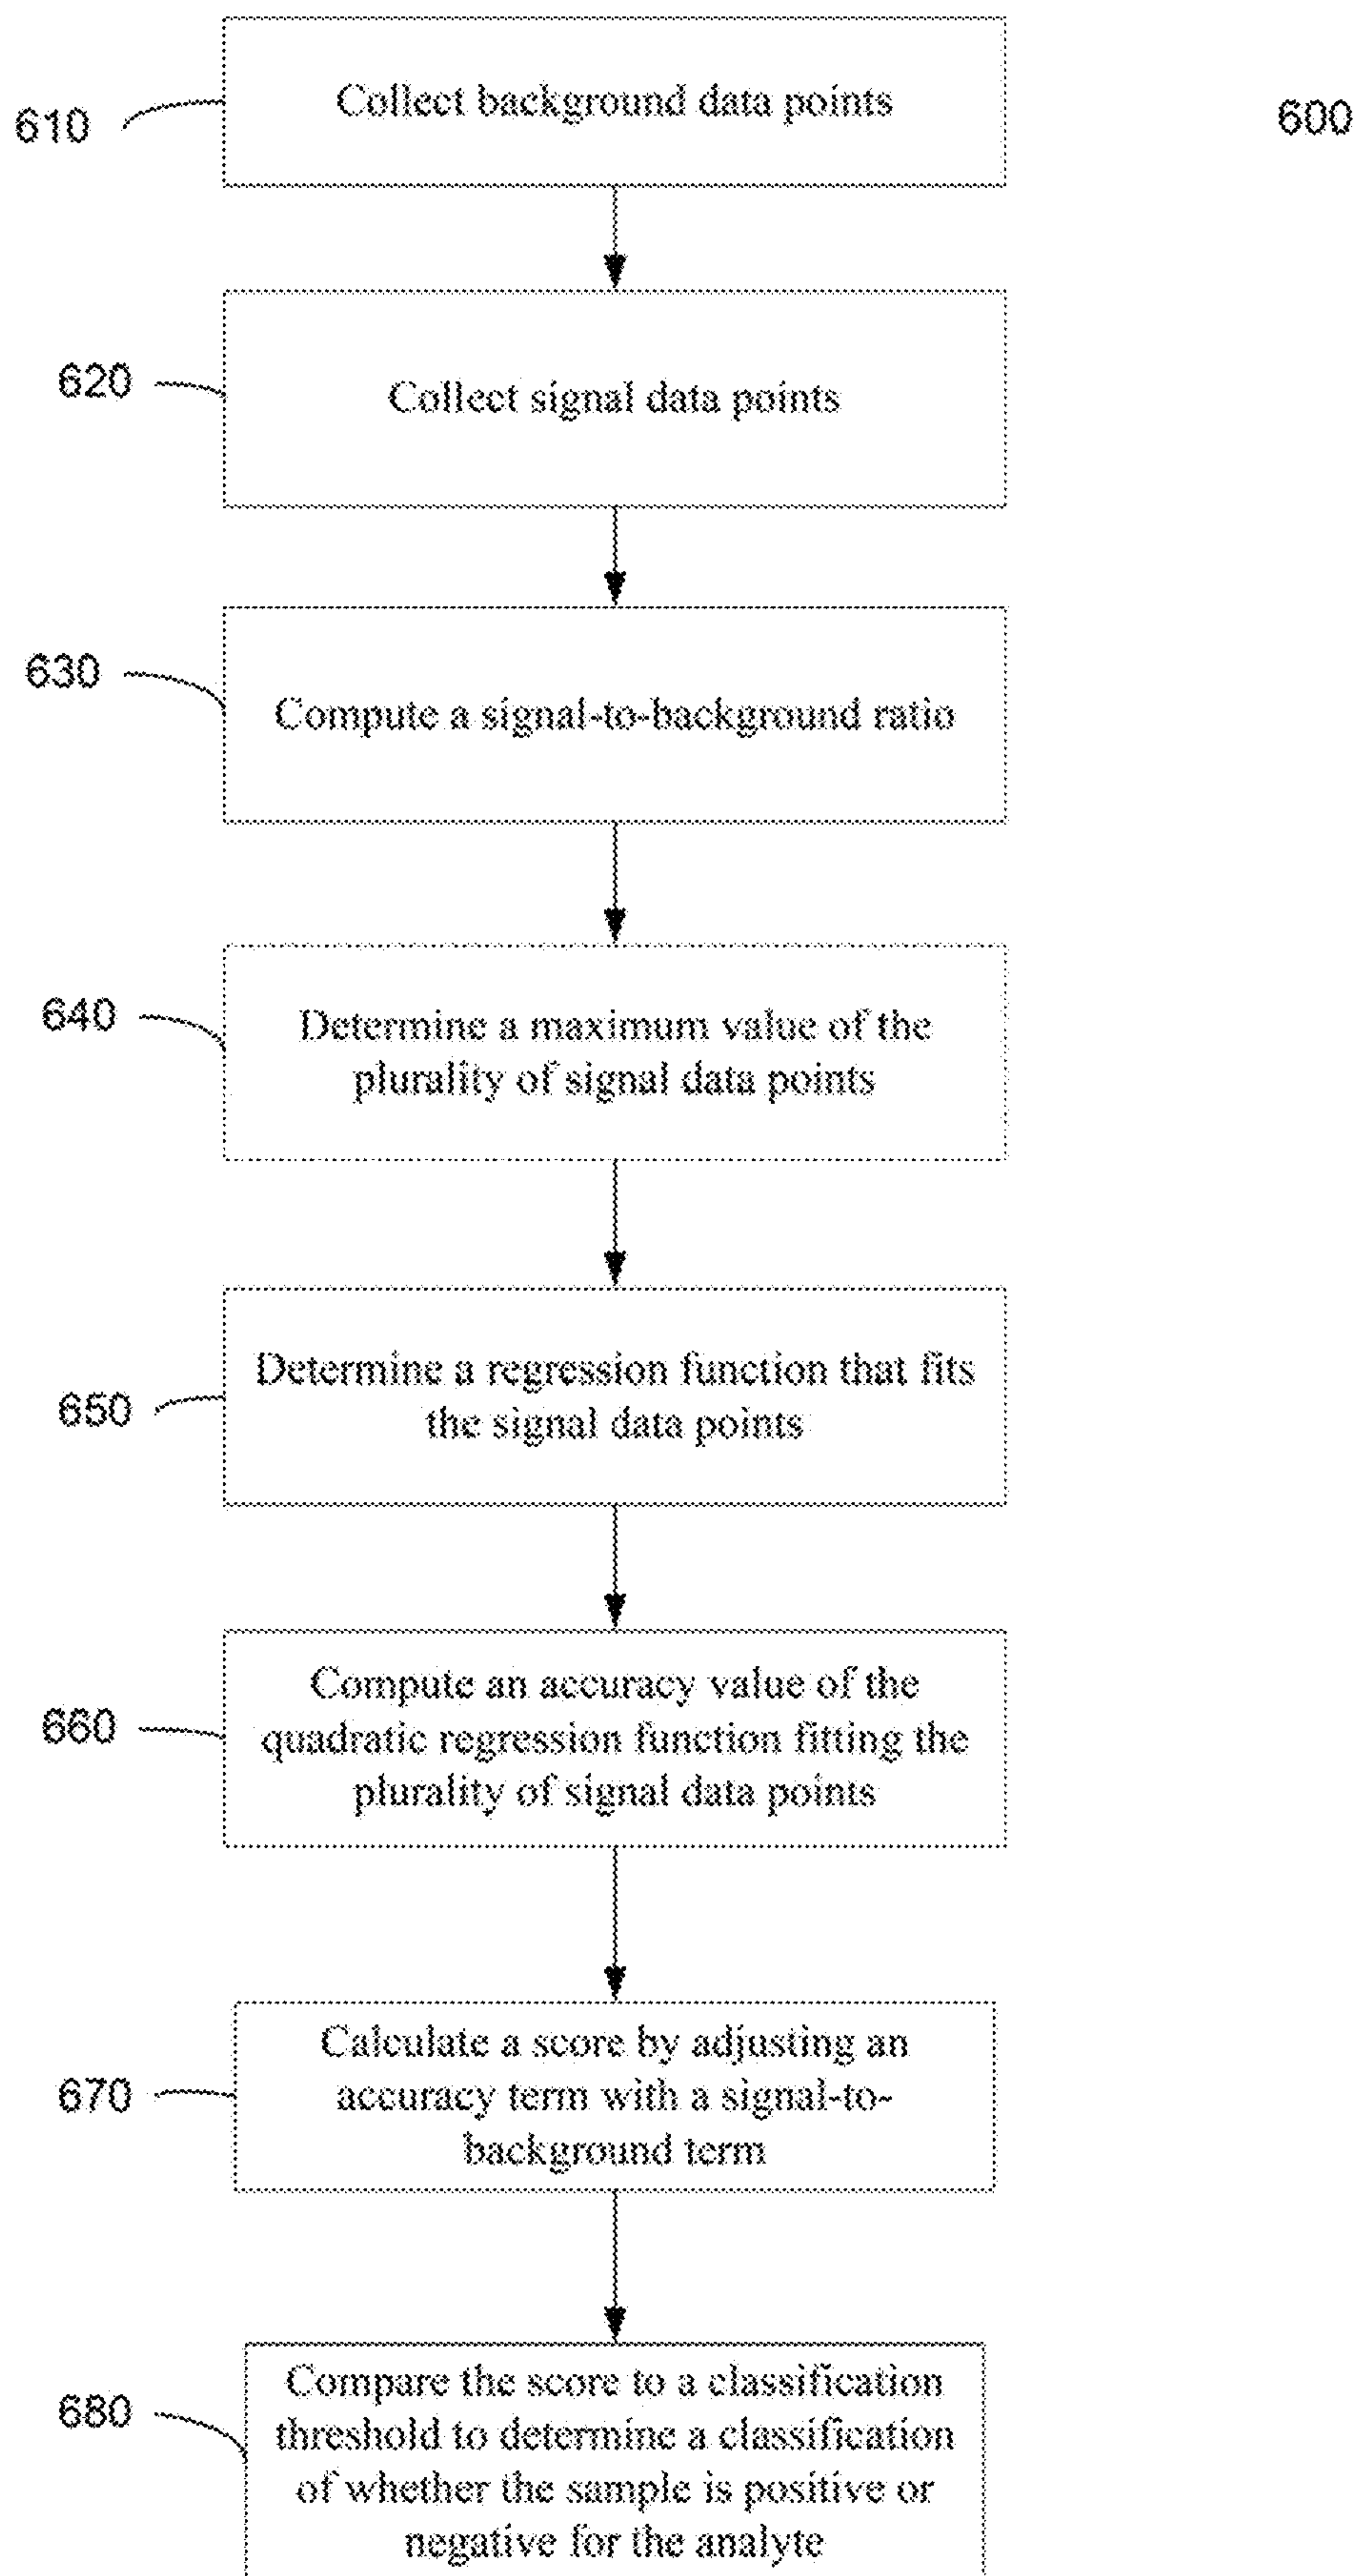 600
610
Collect background data points
620
Collect signal data points
630
Compute a signal-to-background ratio
640
Determine a maximum value of the
plurality of signal data points
650
Determine a regression function that fits
the signal data points
660
Compute an accuracy value of the
quadratic regression function fitting the
plurality of signal data points
670
Calculate a score by adjusting an
accuracy term with a signal-to-
background term
680
Compare the score to a classification
threshold to determine a classification
of whether the sample is positive or
negative for the analyte